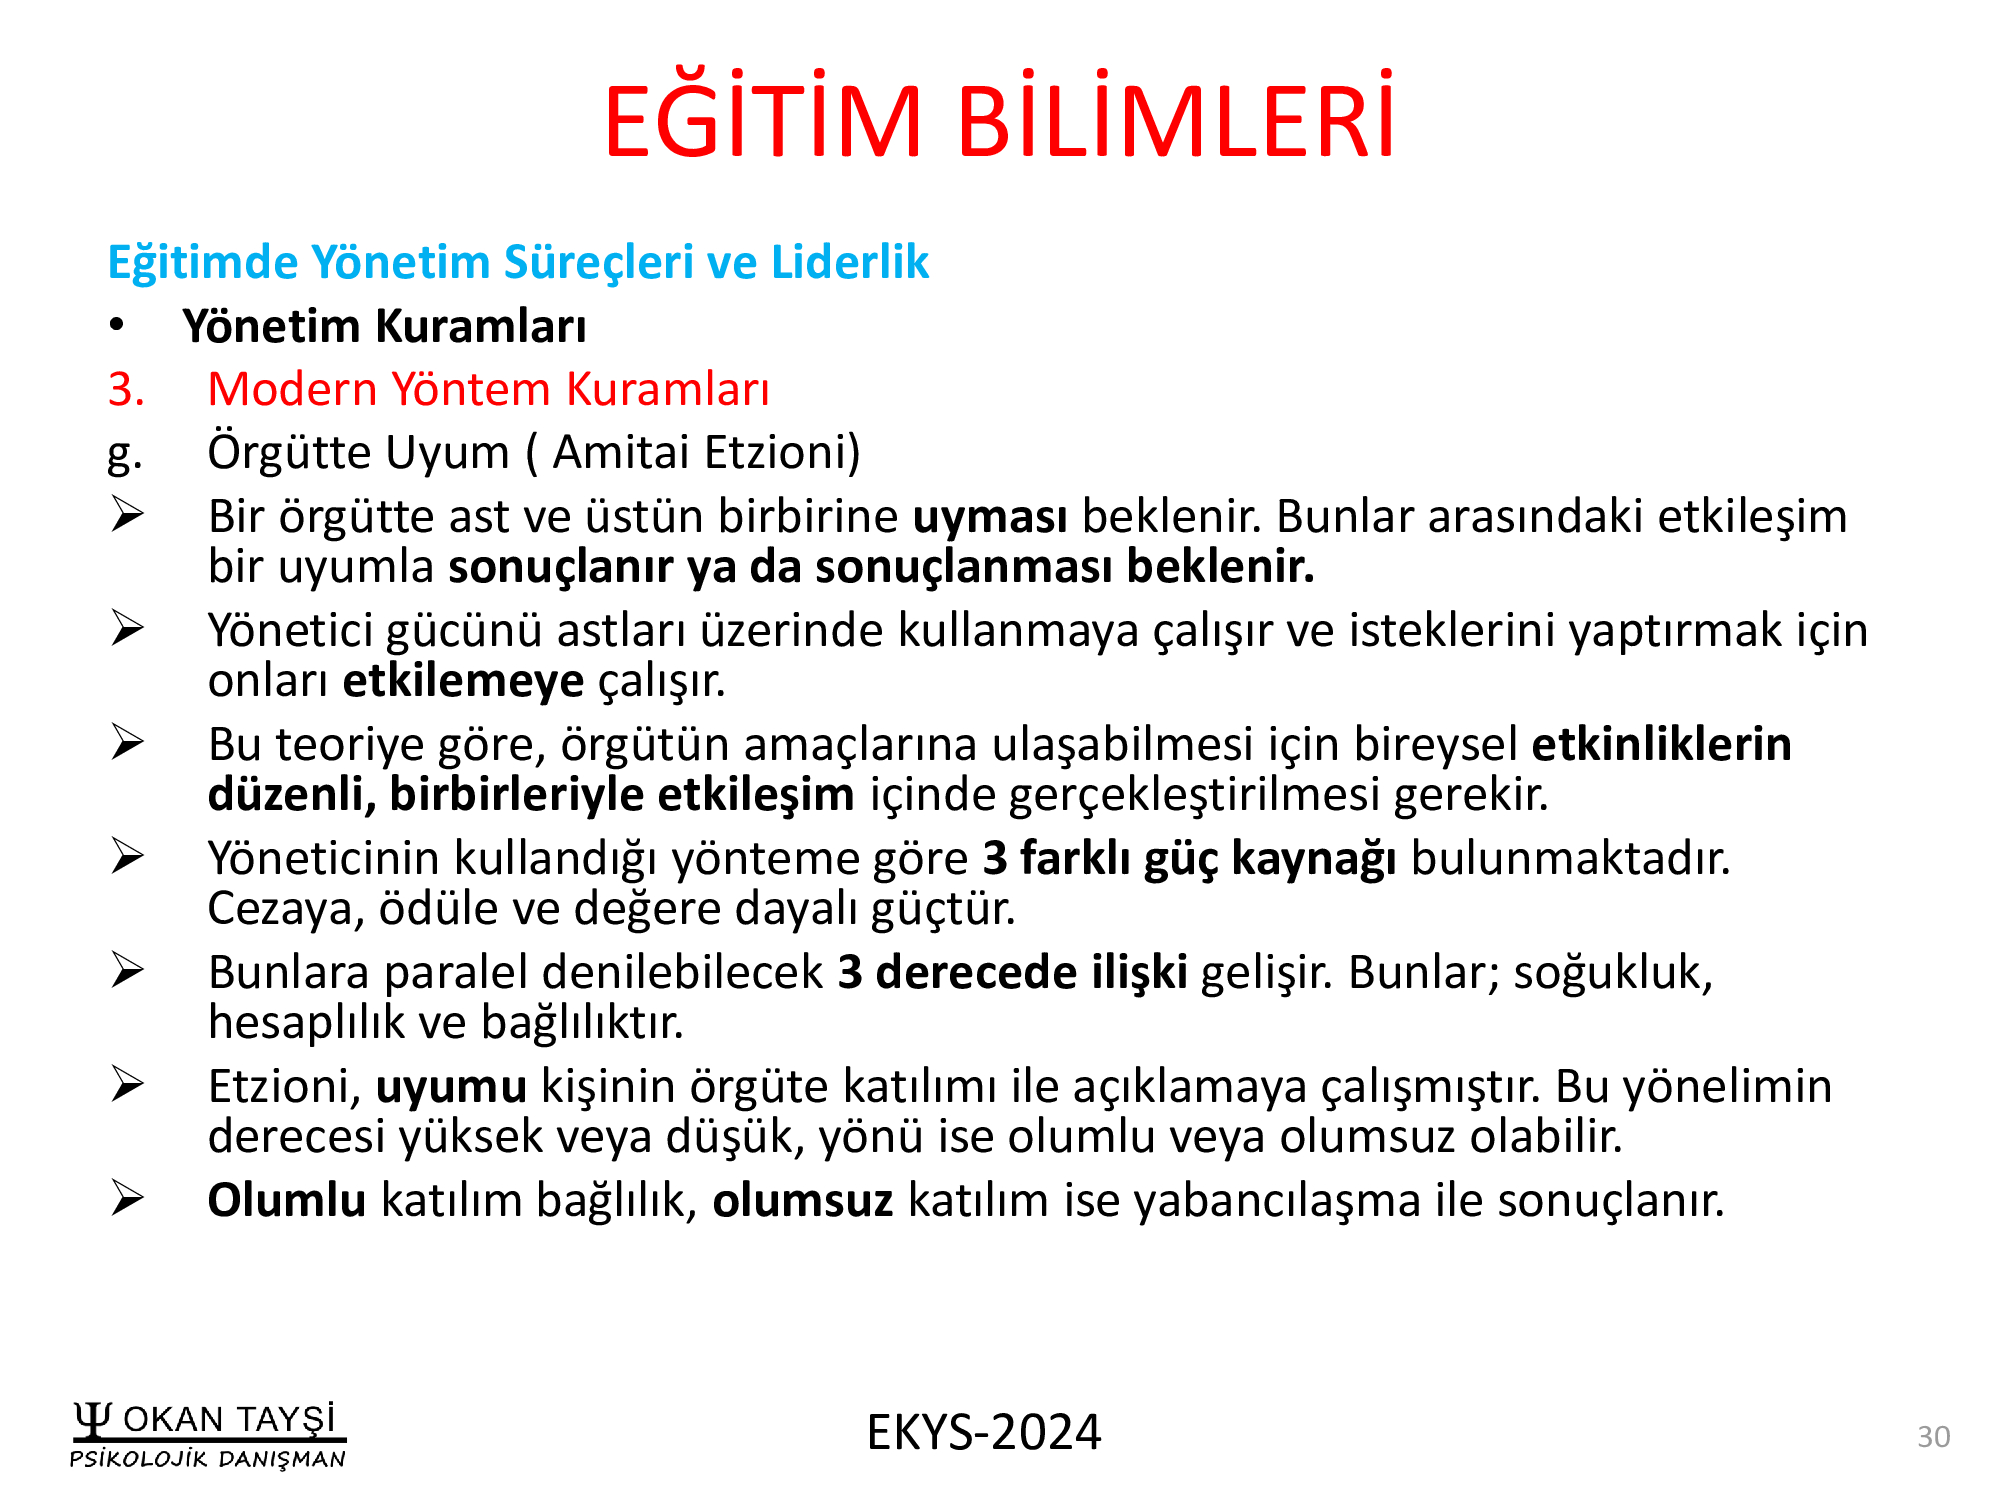 EĞİTİM BİLİMLERİ
Eğitimde Yönetim Süreçleri ve Liderlik
• Yönetim Kuramları
3. Modern Yöntem Kuramları
g. Örgütte Uyum ( Amitai Etzioni)
➢ Bir örgütte ast ve üstün birbirine uyması beklenir. Bunlar arasındaki etkileşim
bir uyumla sonuçlanır ya da sonuçlanması beklenir.
➢ Yönetici gücünü astları üzerinde kullanmaya çalışır ve isteklerini yaptırmak için
onları etkilemeye çalışır.
➢ Bu teoriye göre, örgütün amaçlarına ulaşabilmesi için bireysel etkinliklerin
düzenli, birbirleriyle etkileşim içinde gerçekleştirilmesi gerekir.
➢ Yöneticinin kullandığı yönteme göre 3 farklı güç kaynağı bulunmaktadır.
Cezaya, ödüle ve değere dayalı güçtür.
➢ Bunlara paralel denilebilecek 3 derecede ilişki gelişir. Bunlar; soğukluk,
hesaplılık ve bağlılıktır.
➢ Etzioni, uyumu kişinin örgüte katılımı ile açıklamaya çalışmıştır. Bu yönelimin
derecesi yüksek veya düşük, yönü ise olumlu veya olumsuz olabilir.
➢ Olumlu katılım bağlılık, olumsuz katılım ise yabancılaşma ile sonuçlanır.
Ψ OKAN TAYŞİ
PSİKOLOJİK DANIŞMAN
EKYS-2024
30